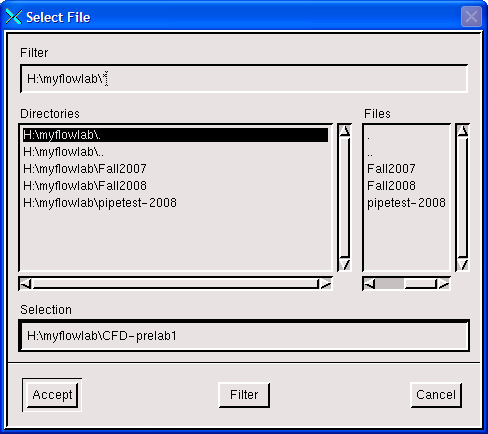 Select File
Filter
H:\myflowlab\*
Directories
H:\myflowlab\.
H:\myflowlab\..
H:\myflowlab\Fall2007
H:\myflowlab\Fall2008
H:\myflowlab\pipetest-2008
Files
.
..
Fall2007
Fall2008
pipetest-2008
Selection
H:\myflowlab\CFD-prelab1
Accept
Filter
Cancel